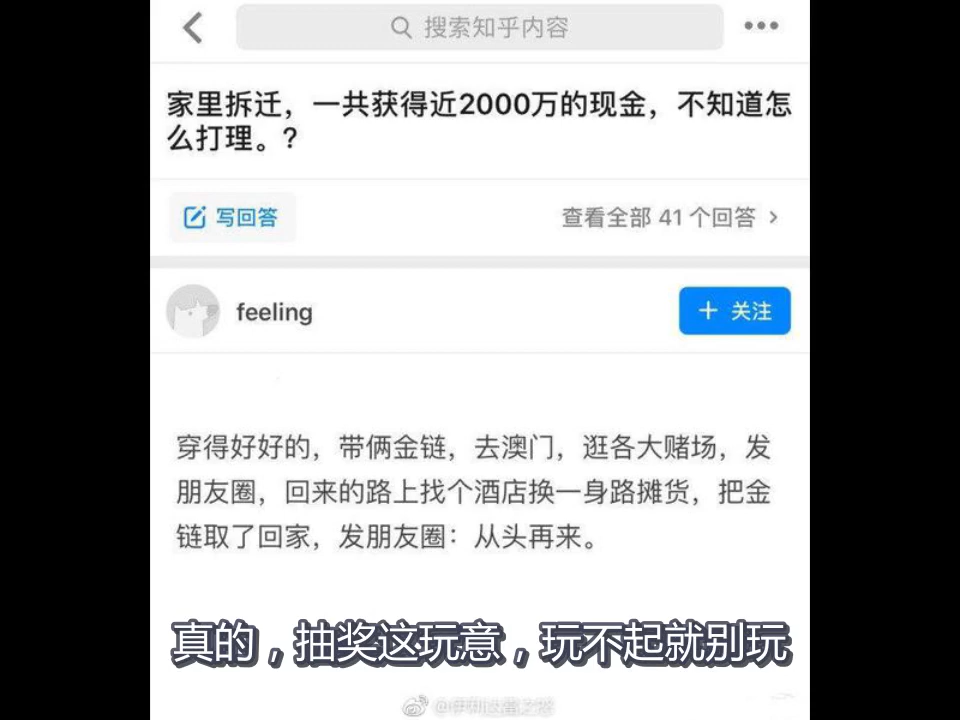 搜索知乎内容
家里拆迁，一共获得近2000万的现金，不知道怎
么打理。？
写回答
查看全部 41 个回答
feeling
关注
穿得好好的，带俩金链，去澳门，逛各大赌场，发
朋友圈，回来的路上找个酒店换一身路摊货，把金
链取了回家，发朋友圈：从头再来。
真的，抽奖这玩意，玩不起就别玩